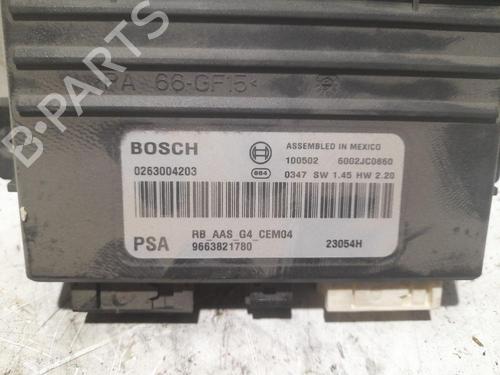 PA 66-GF15<
B-PARTS
BOSCH
ASSEMBLED IN MEXICO
100502 6002JC0860
0263004203
884 0347 SW 1.45 HW 2.20
PSA
RB_AAS_G4_CEM04
9663821780
23054H